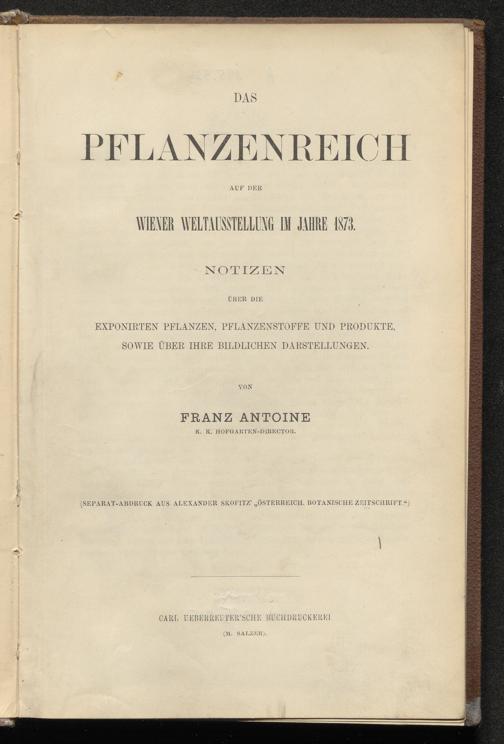 DAS
PFLANZENREICH
AUF DER
WIENER WELTAUSSTELLUNG IM JAHRE 1873.
NOTIZEN
ÜBER DIE
EXPONIRTEN PFLANZEN, PFLANZENSTOFFE UND PRODUKTE,
SOWIE ÜBER IHRE BILDLICHEN DARSTELLUNGEN.
VON
FRANZ ANTOINE
K. K. HOFGARTEN-DIRECTOR.
(SEPARAT-ABDRUCK AUS ALEXANDER SKOFITZ' „ÖSTERREICH. BOTANISCHE ZEITSCHRIFT.“)
CARL UEBERREUTER'SCHE BUCHDRUCKEREI
(M. SALZER).